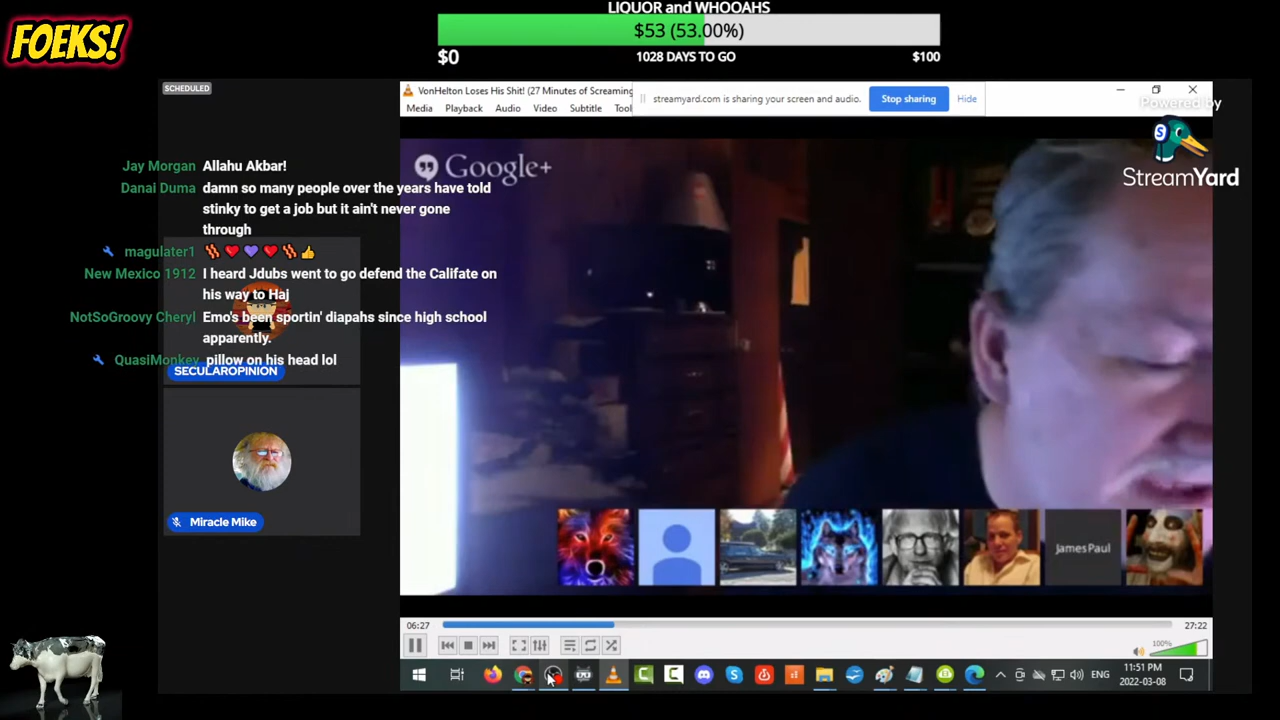 LIQUOR and WHOOAHS
FOEKS!
$53 (53.00%)
$0
1028 DAYS TO GO
$100
SCHEDULED
VonHelton Loses His Shit! (27 Minutes of Screaming
streamyard.com is sharing your screen and audio.
Stop sharing
Hide
Media Playback Audio Video Subtitle Tool
Powered by
StreamYard
Google+
Jay Morgan Allahu Akbar!
Danai Duma damn so many people over the years have told
stinky to get a job but it ain't never gone
through
magulater1
New Mexico 1912 I heard Jdubs went to go defend the Califate on
his way to Haj
NotSoGroovy Cheryl Emo's been sportin' diapahs since high school
apparently.
QuasiMonkey pillow on his head lol
SECULAROPINION
Miracle Mike
James Paul
06:27
27:22
100%
ENG
11:51 PM
2022-03-08